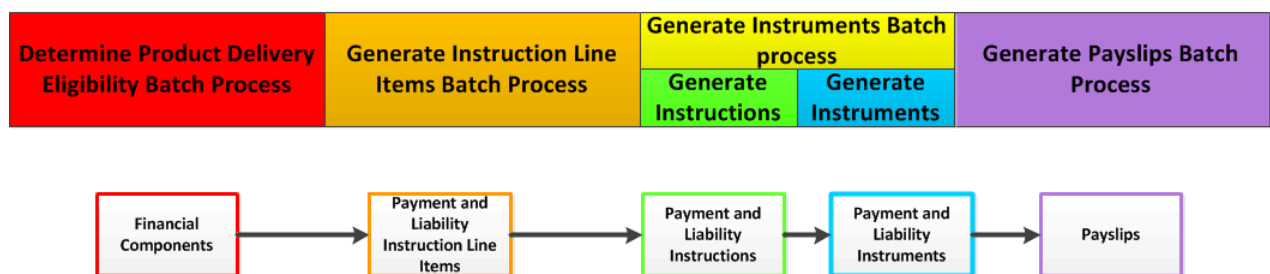 Determine Product Delivery
Eligibility Batch Process
Generate Instruction Line
Items Batch Process
Generate Instruments Batch
process
Generate
Instructions
Generate
Instruments
Generate Payslips Batch
Process
Financial
Components
Payment and
Liability
Instruction Line
Items
Payment and
Liability
Instructions
Payment and
Liability
Instruments
Payslips